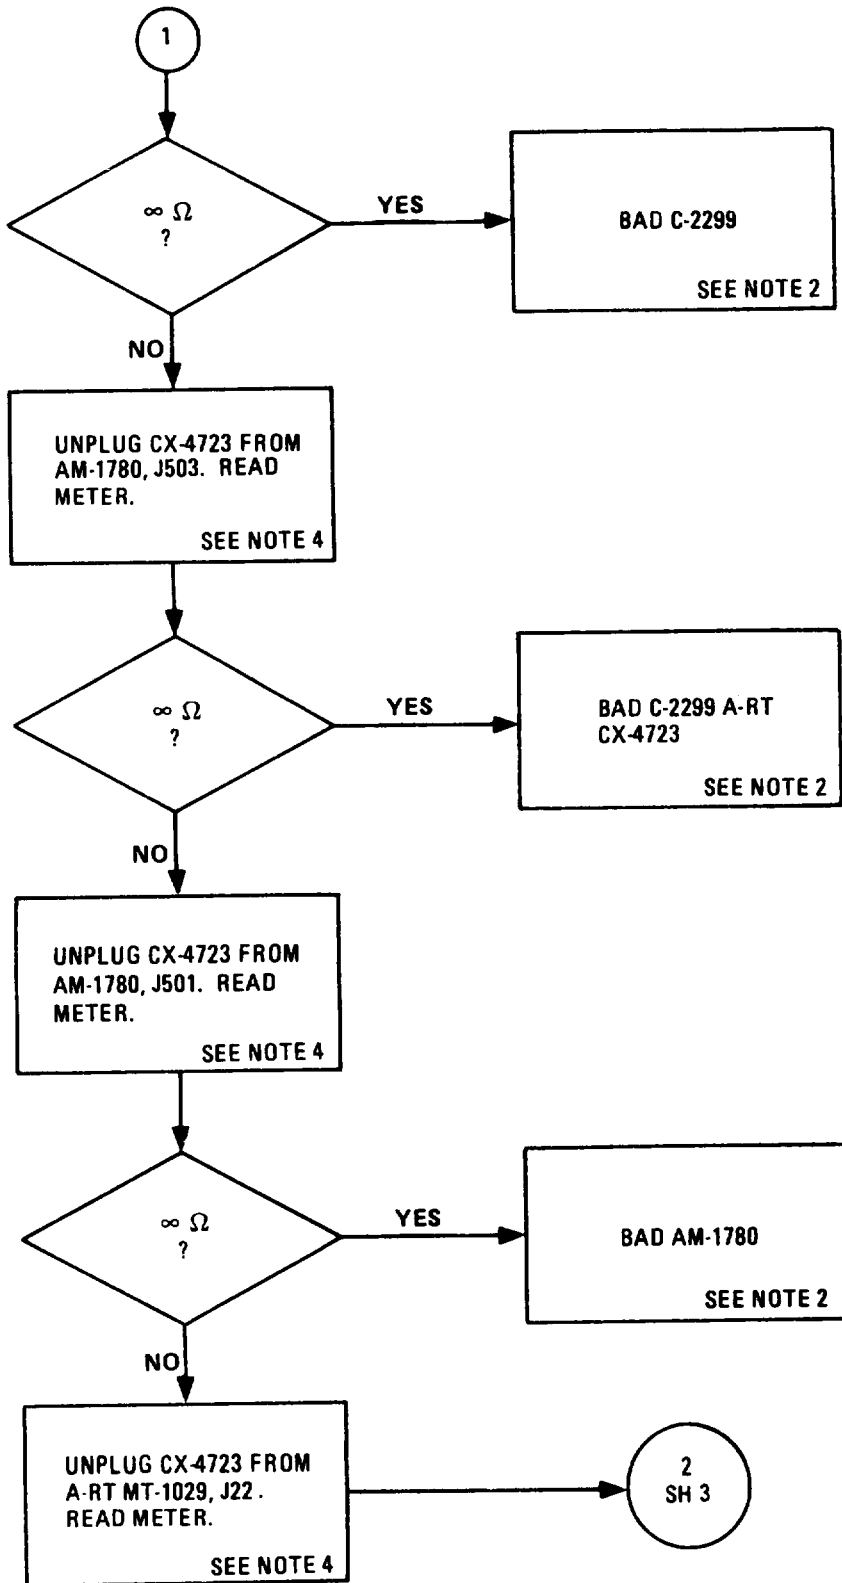 1
∞ Ω
?
YES
BAD C-2299
SEE NOTE 2
NO
UNPLUG CX-4723 FROM
AM-1780, J503. READ
METER.
SEE NOTE 4
∞ Ω
?
YES
BAD C-2299 A-RT
CX-4723
SEE NOTE 2
NO
UNPLUG CX-4723 FROM
AM-1780, J501. READ
METER.
SEE NOTE 4
∞ Ω
?
YES
BAD AM-1780
SEE NOTE 2
NO
UNPLUG CX-4723 FROM
A-RT MT-1029, J22.
READ METER.
SEE NOTE 4
2
SH 3